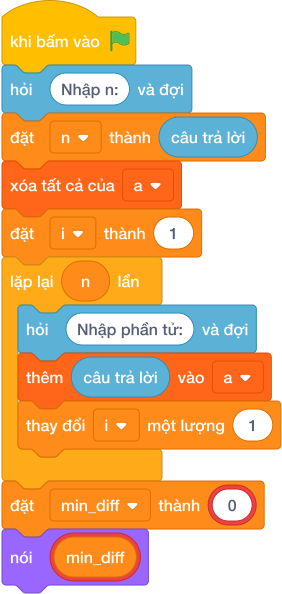 khi bấm vào
hỏi Nhập n: và đợi
đặt n thành câu trả lời
xóa tất cả của a
đặt i thành 1
lặp lại n lần
hỏi Nhập phần tử: và đợi
thêm câu trả lời vào a
thay đổi i một lượng 1
đặt min_diff thành 0
nói min_diff